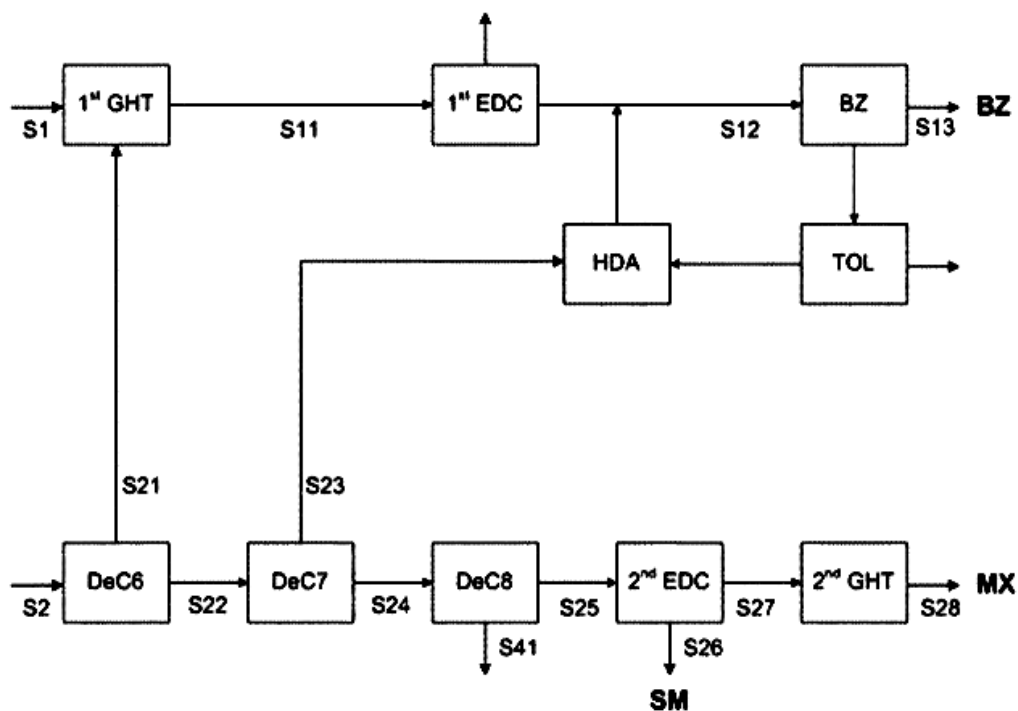 1st GHT
1st EDC
BZ
BZ
S1
S11
S12
S13
HDA
TOL
S21
S23
DeC6
DeC7
DeC8
2nd EDC
2nd GHT
MX
S2
S22
S24
S25
S27
S28
S41
S26
SM